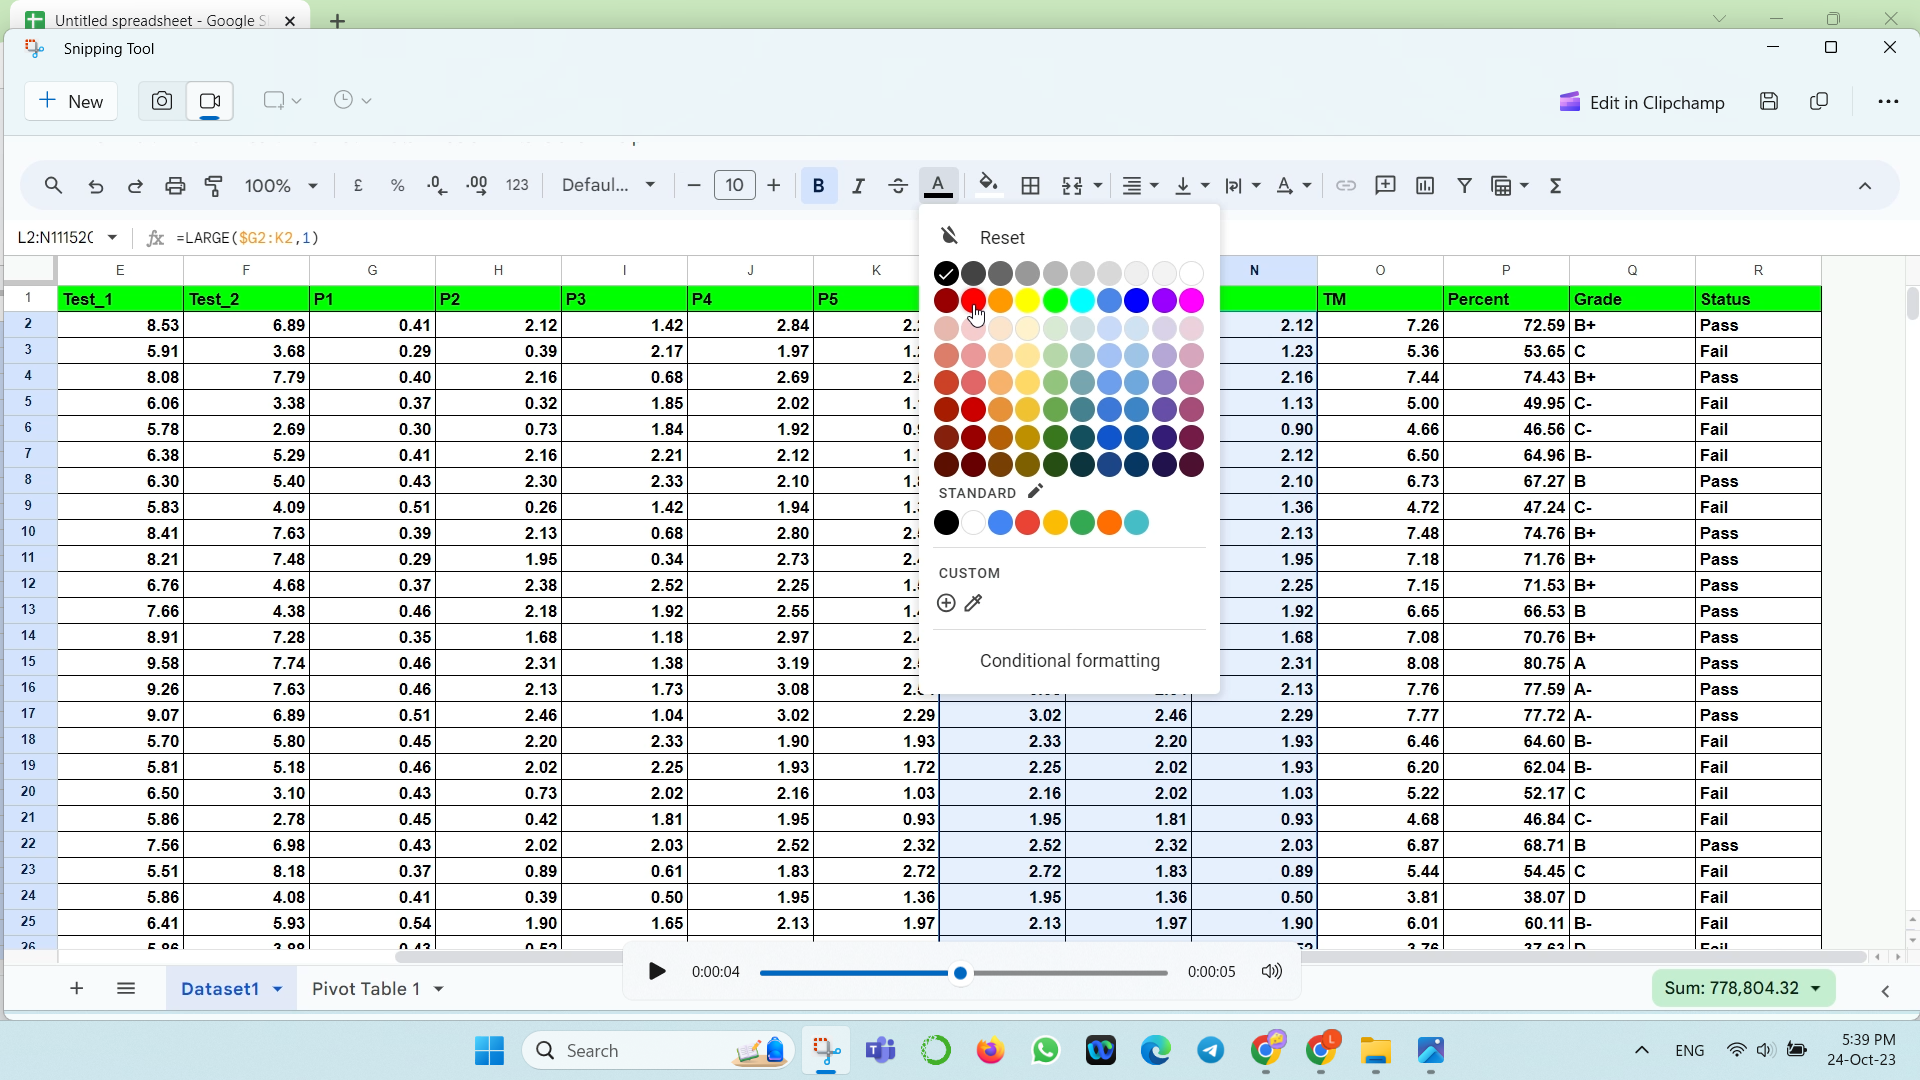 Untitled spreadsheet - Google S
Snipping Tool
New
Edit in Clipchamp
100% £ % .0 .00 123 Defaul... 10 B I A
L2:N11152( fx =LARGE($G2:K2,1)
Reset
E F G H I J K N O P Q R
1 Test_1 Test_2 P1 P2 P3 P4 P5 TM Percent Grade Status
2 8.53 6.89 0.41 2.12 1.42 2.84 2. 2.12 7.26 72.59 B+ Pass
3 5.91 3.68 0.29 0.39 2.17 1.97 1. 1.23 5.36 53.65 C Fail
4 8.08 7.79 0.40 2.16 0.68 2.69 2. 2.16 7.44 74.43 B+ Pass
5 6.06 3.38 0.37 0.32 1.85 2.02 1. 1.13 5.00 49.95 C- Fail
6 5.78 2.69 0.30 0.73 1.84 1.92 0. 0.90 4.66 46.56 C- Fail
7 6.38 5.29 0.41 2.16 2.21 2.12 1. 2.12 6.50 64.96 B- Fail
8 6.30 5.40 0.43 2.30 2.33 2.10 1. 2.10 6.73 67.27 B Pass
9 5.83 4.09 0.51 0.26 1.42 1.94 1. 1.36 4.72 47.24 C- Fail
STANDARD
10 8.41 7.63 0.39 2.13 0.68 2.80 2. 2.13 7.48 74.76 B+ Pass
11 8.21 7.48 0.29 1.95 0.34 2.73 2. 1.95 7.18 71.76 B+ Pass
CUSTOM
12 6.76 4.68 0.37 2.38 2.52 2.25 1. 2.25 7.15 71.53 B+ Pass
13 7.66 4.38 0.46 2.18 1.92 2.55 1. 1.92 6.65 66.53 B Pass
14 8.91 7.28 0.35 1.68 1.18 2.97 2. 1.68 7.08 70.76 B+ Pass
15 9.58 7.74 0.46 2.31 1.38 3.19 2. 2.31 8.08 80.75 A Pass
Conditional formatting
16 9.26 7.63 0.46 2.13 1.73 3.08 2. 2.13 7.76 77.59 A- Pass
17 9.07 6.89 0.51 2.46 1.04 3.02 2.29 3.02 2.46 2.29 7.77 77.72 A- Pass
18 5.70 5.80 0.45 2.20 2.33 1.90 1.93 2.33 2.20 1.93 6.46 64.60 B- Fail
19 5.81 5.18 0.46 2.02 2.25 1.93 1.72 2.25 2.02 1.93 6.20 62.04 B- Fail
20 6.50 3.10 0.43 0.73 2.02 2.16 1.03 2.16 2.02 1.03 5.22 52.17 C Fail
21 5.86 2.78 0.45 0.42 1.81 1.95 0.93 1.95 1.81 0.93 4.68 46.84 C- Fail
22 7.56 6.98 0.43 2.02 2.03 2.52 2.32 2.52 2.32 2.03 6.87 68.71 B Pass
23 5.51 8.18 0.37 0.89 0.61 1.83 2.72 2.72 1.83 0.89 5.44 54.45 C Fail
24 5.86 4.08 0.41 0.39 0.50 1.95 1.36 1.95 1.36 0.50 3.81 38.07 D Fail
25 6.41 5.93 0.54 1.90 1.65 2.13 1.97 2.13 1.97 1.90 6.01 60.11 B- Fail
26 5.86 3.88 0.43 0.52 3.76 37.63 D Fail
0:00:04 0:00:05
Dataset1 Pivot Table 1 Sum: 778,804.32
Search ENG 5:39 PM
24-Oct-23